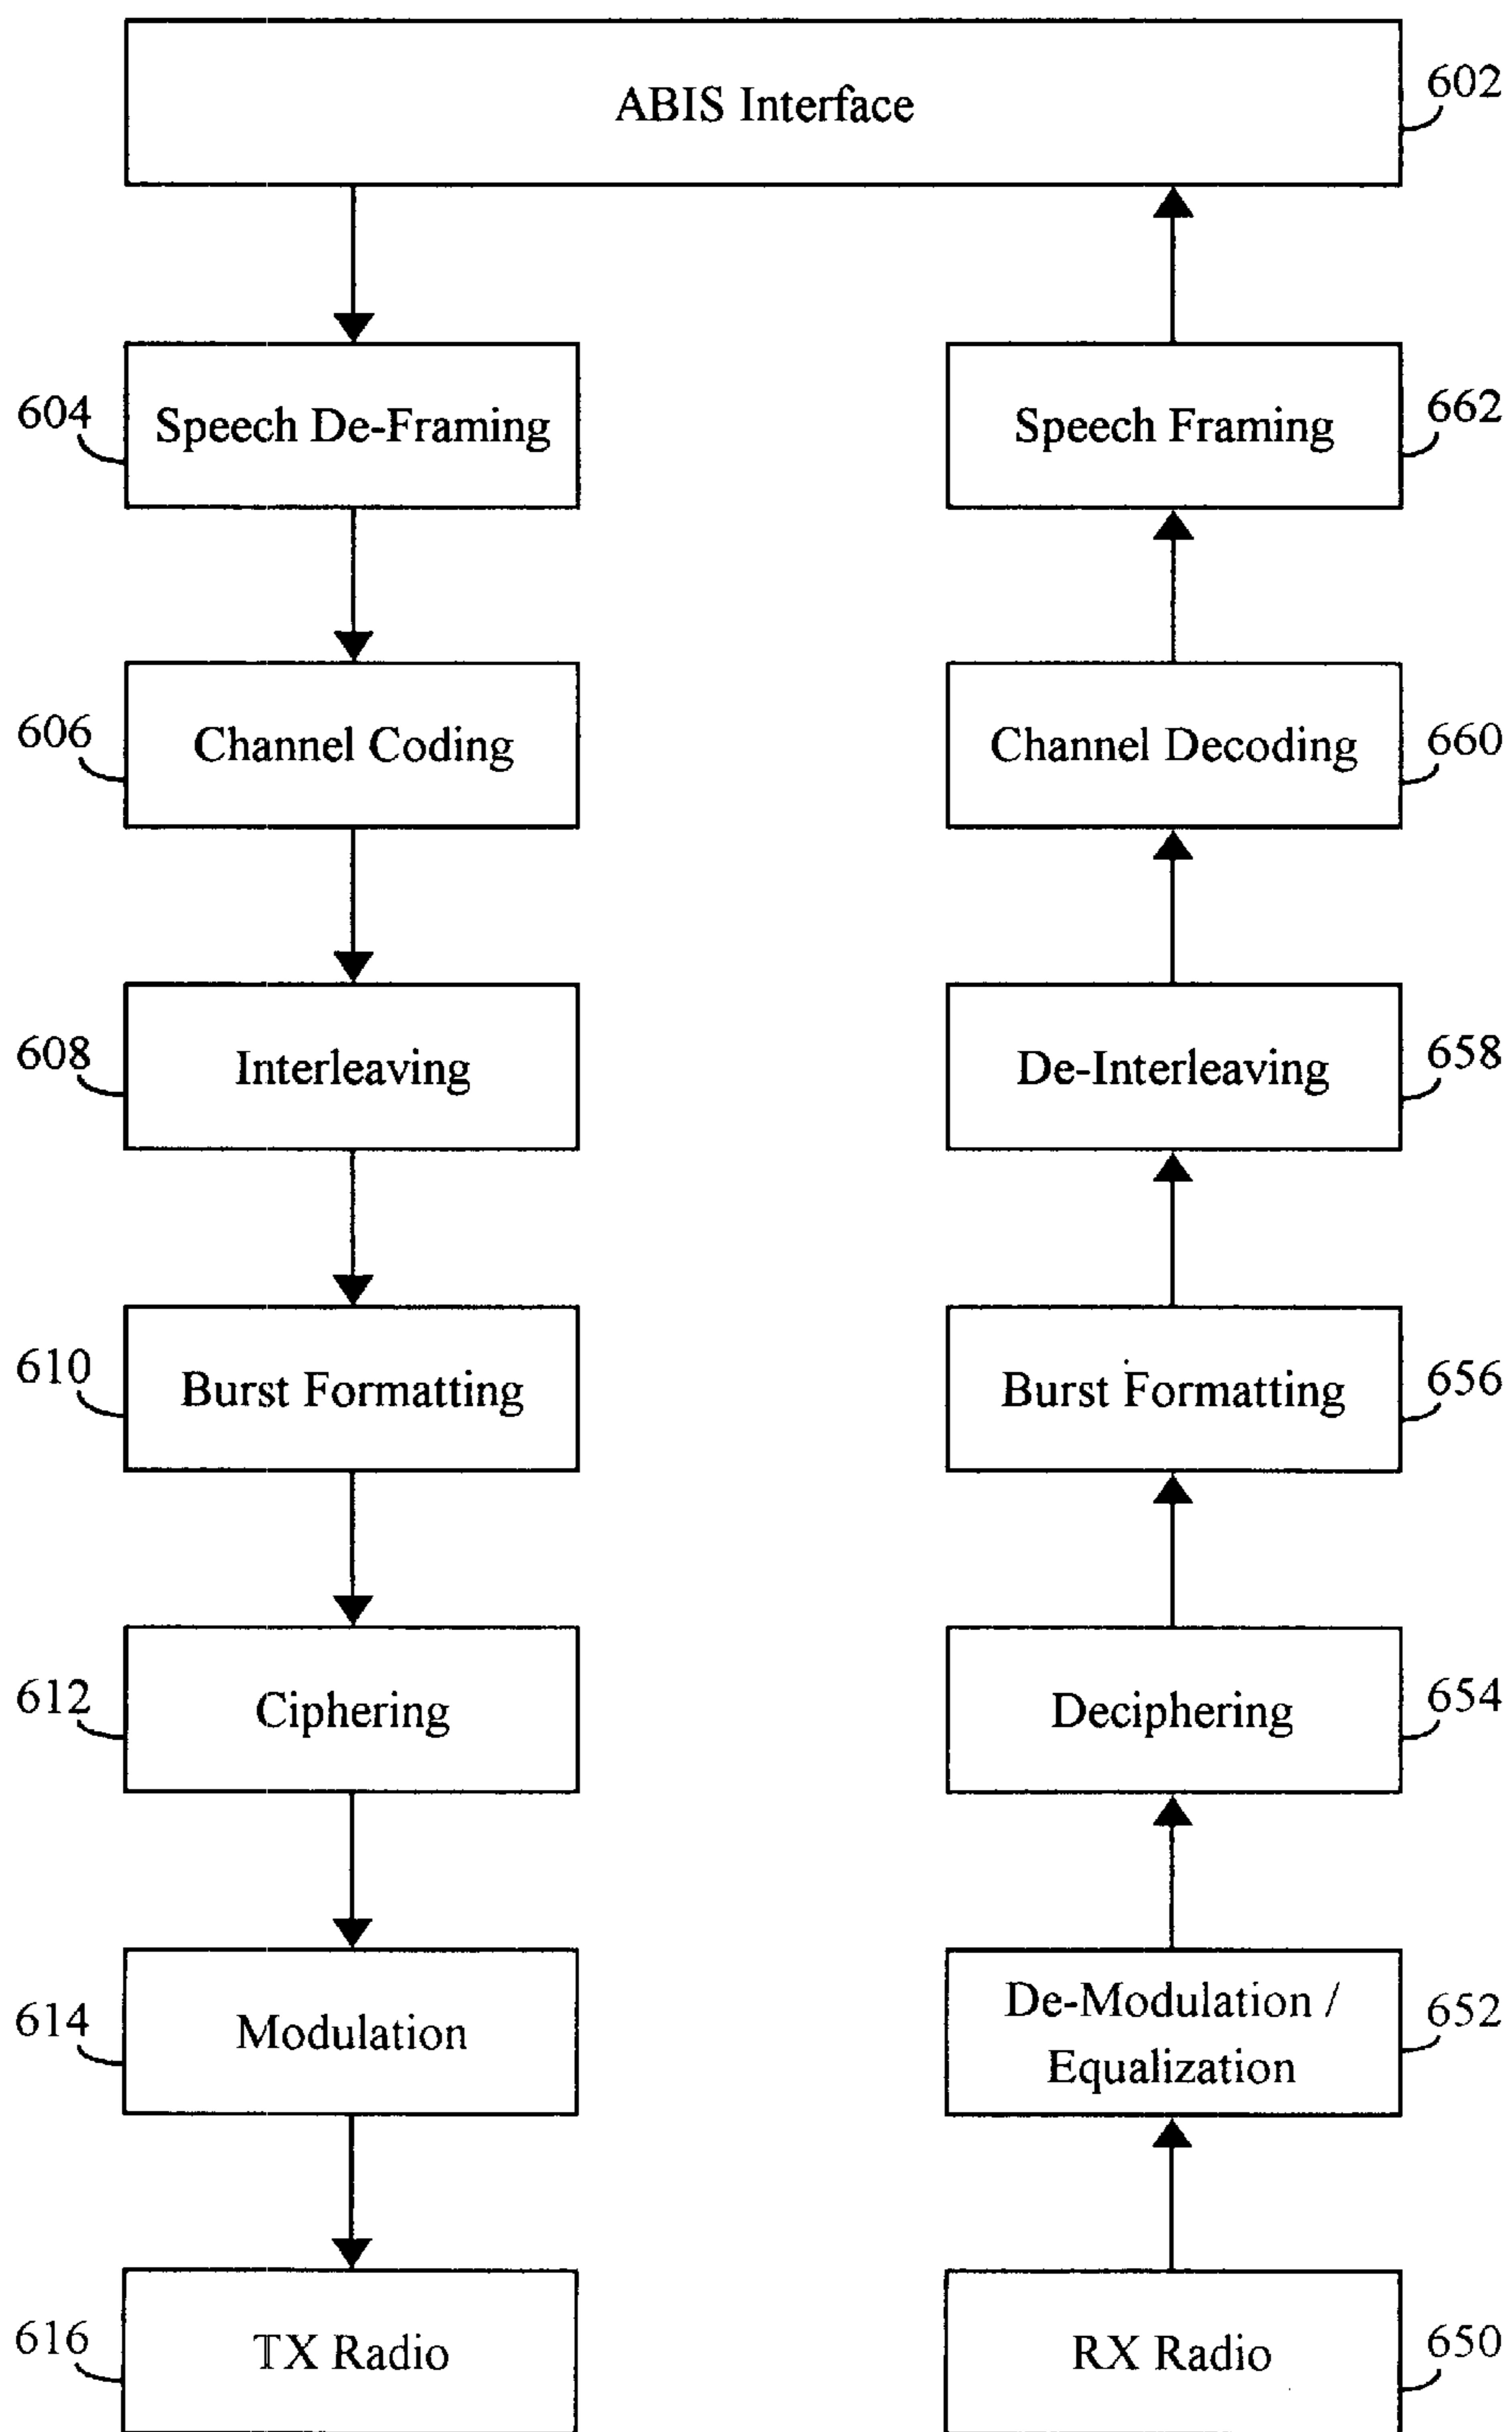 ABIS Interface
602
604
Speech De-Framing
Speech Framing
662
606
Channel Coding
Channel Decoding
660
608
Interleaving
De-Interleaving
658
610
Burst Formatting
Burst Formatting
656
612
Ciphering
Deciphering
654
614
Modulation
De-Modulation /
Equalization
652
616
TX Radio
RX Radio
650